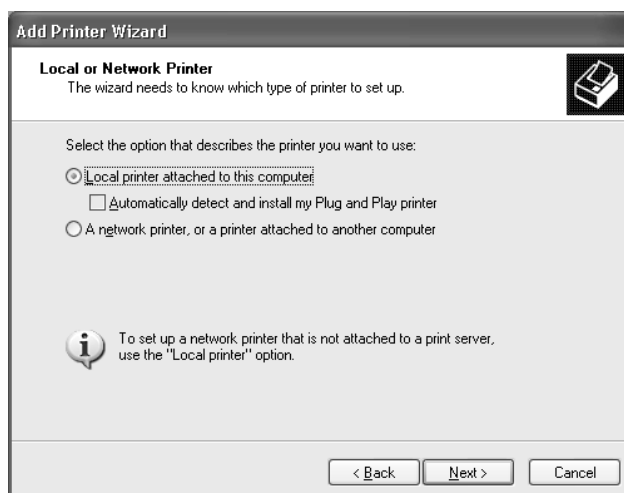 Add Printer Wizard
Local or Network Printer
The wizard needs to know which type of printer to set up.
Select the option that describes the printer you want to use:
Local printer attached to this computer
Automatically detect and install my Plug and Play printer
A network printer, or a printer attached to another computer
To set up a network printer that is not attached to a print server,
use the "Local printer" option.
< Back Next > Cancel